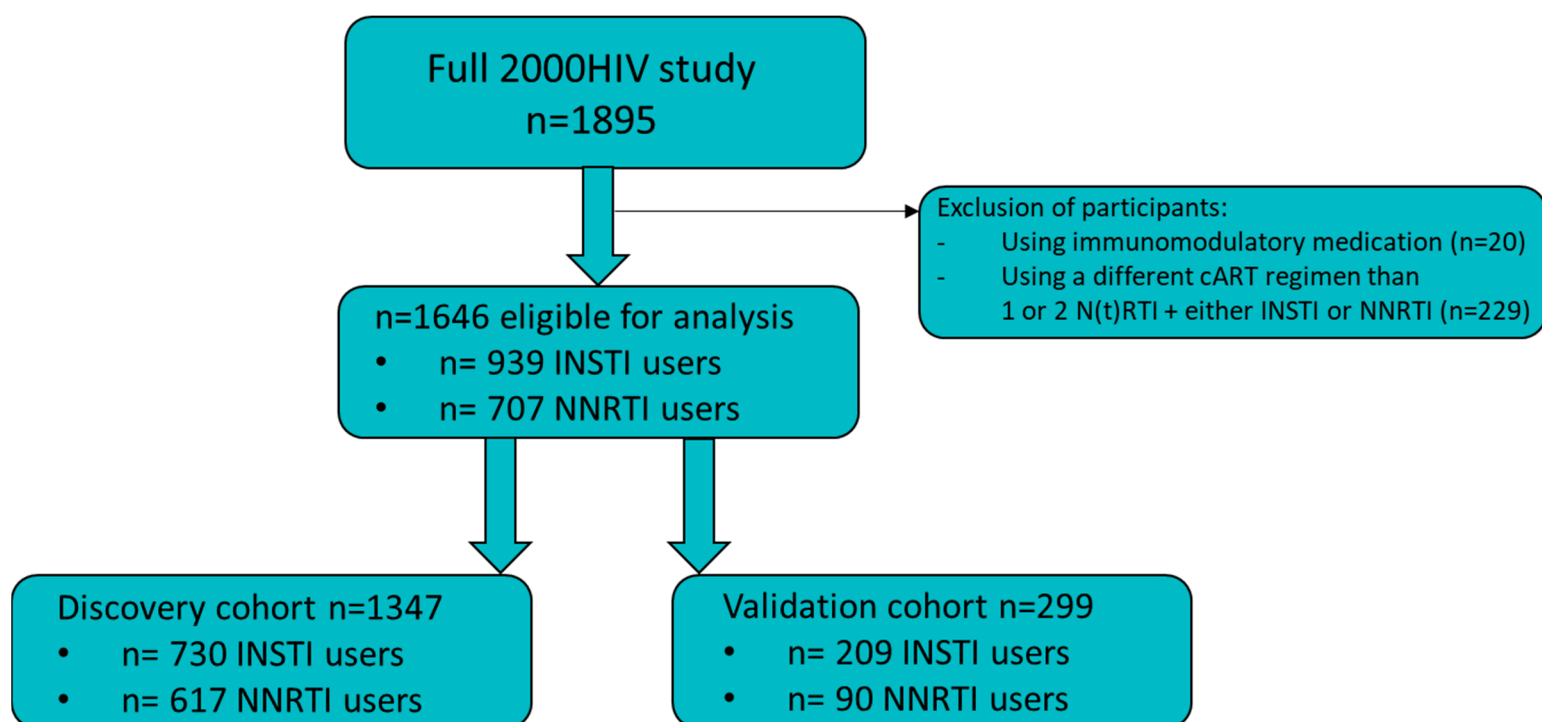 Full 2000HIV study
n=1895
Exclusion of participants:
- Using immunomodulatory medication (n=20)
- Using a different cART regimen than
1 or 2 N(t)RTI + either INSTI or NNRTI (n=229)
n=1646 eligible for analysis
• n= 939 INSTI users
• n= 707 NNRTI users
Discovery cohort n=1347
• n= 730 INSTI users
• n= 617 NNRTI users
Validation cohort n=299
• n= 209 INSTI users
• n= 90 NNRTI users